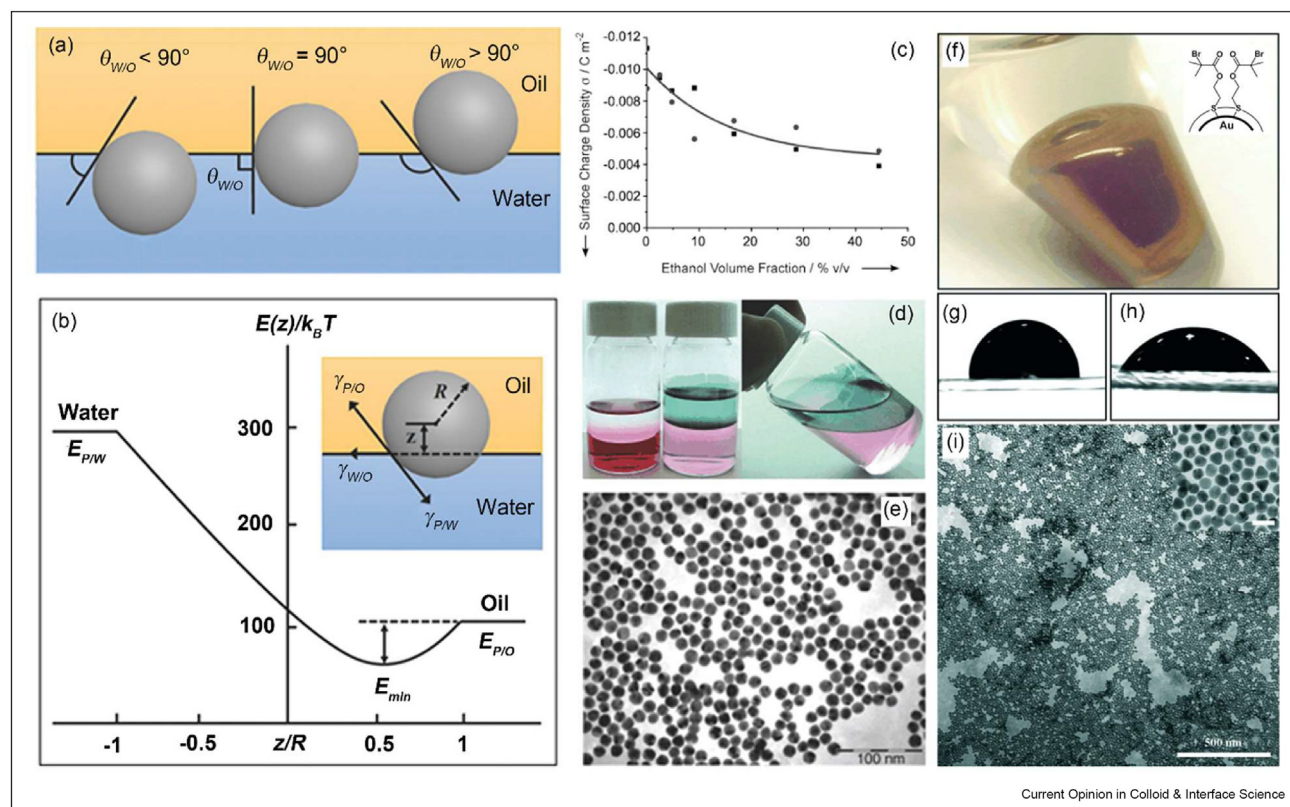 (a)
θW/O < 90°
θW/O = 90°
θW/O > 90°
Oil
θW/O
Water
(b)
E(z)/kBT
Water
EP/W
300
200
100
Oil
EP/O
Emin
-1
-0.5
z/R
0.5
1
γP/O
R
Oil
z
γW/O
γP/W
Water
(c)
Surface Charge Density σ / C m-2
-0.012
-0.010
-0.008
-0.006
-0.004
-0.002
0.000
0
10
20
30
40
50
Ethanol Volume Fraction / % v/v
(d)
(e)
100 nm
(f)
Br
Br
O
O
O
O
S
S
Au
(g)
(h)
(i)
500 nm
Current Opinion in Colloid & Interface Science